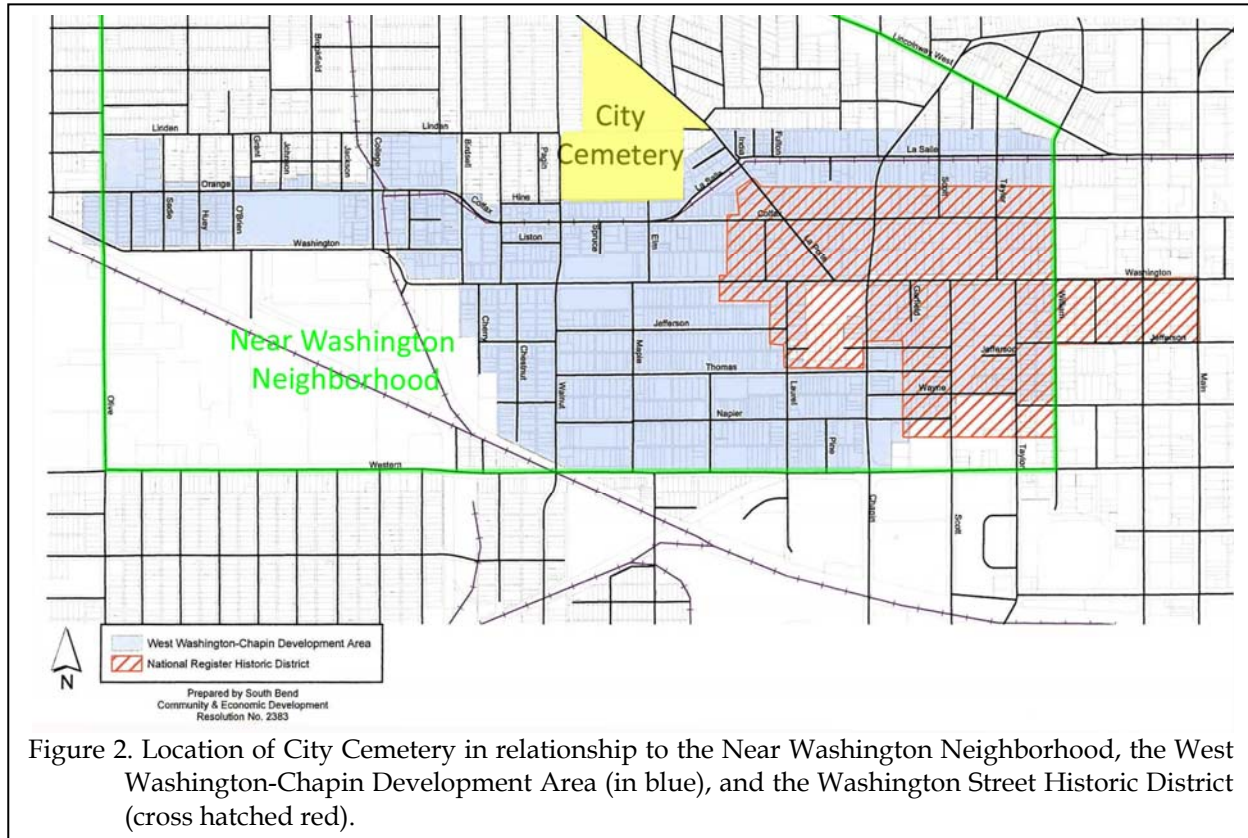 Brookfield
Lincolnway West
City
Cemetery
Linden
Linden
Grant
Johnson
Jackson
College
Birdsell
Pagin
India
Fulton
La Salle
La Salle
Orange
Sadie
Huey
O'Brien
Colfax
Hine
Scott
Taylor
Colfax
Washington
Liston
Spruce
Elm
La Porte
Washington
Cherry
Chestnut
Garfield
William
Jefferson
Jefferson
Jefferson
Near Washington
Neighborhood
Maple
Thomas
Olive
Walnut
Laurel
Wayne
Main
Napier
Pine
Western
Taylor
Chapin
Scott
West Washington-Chapin Development Area
National Register Historic District
N
Prepared by South Bend
Community & Economic Development
Resolution No. 2383
Figure 2. Location of City Cemetery in relationship to the Near Washington Neighborhood, the West
Washington-Chapin Development Area (in blue), and the Washington Street Historic District
(cross hatched red).